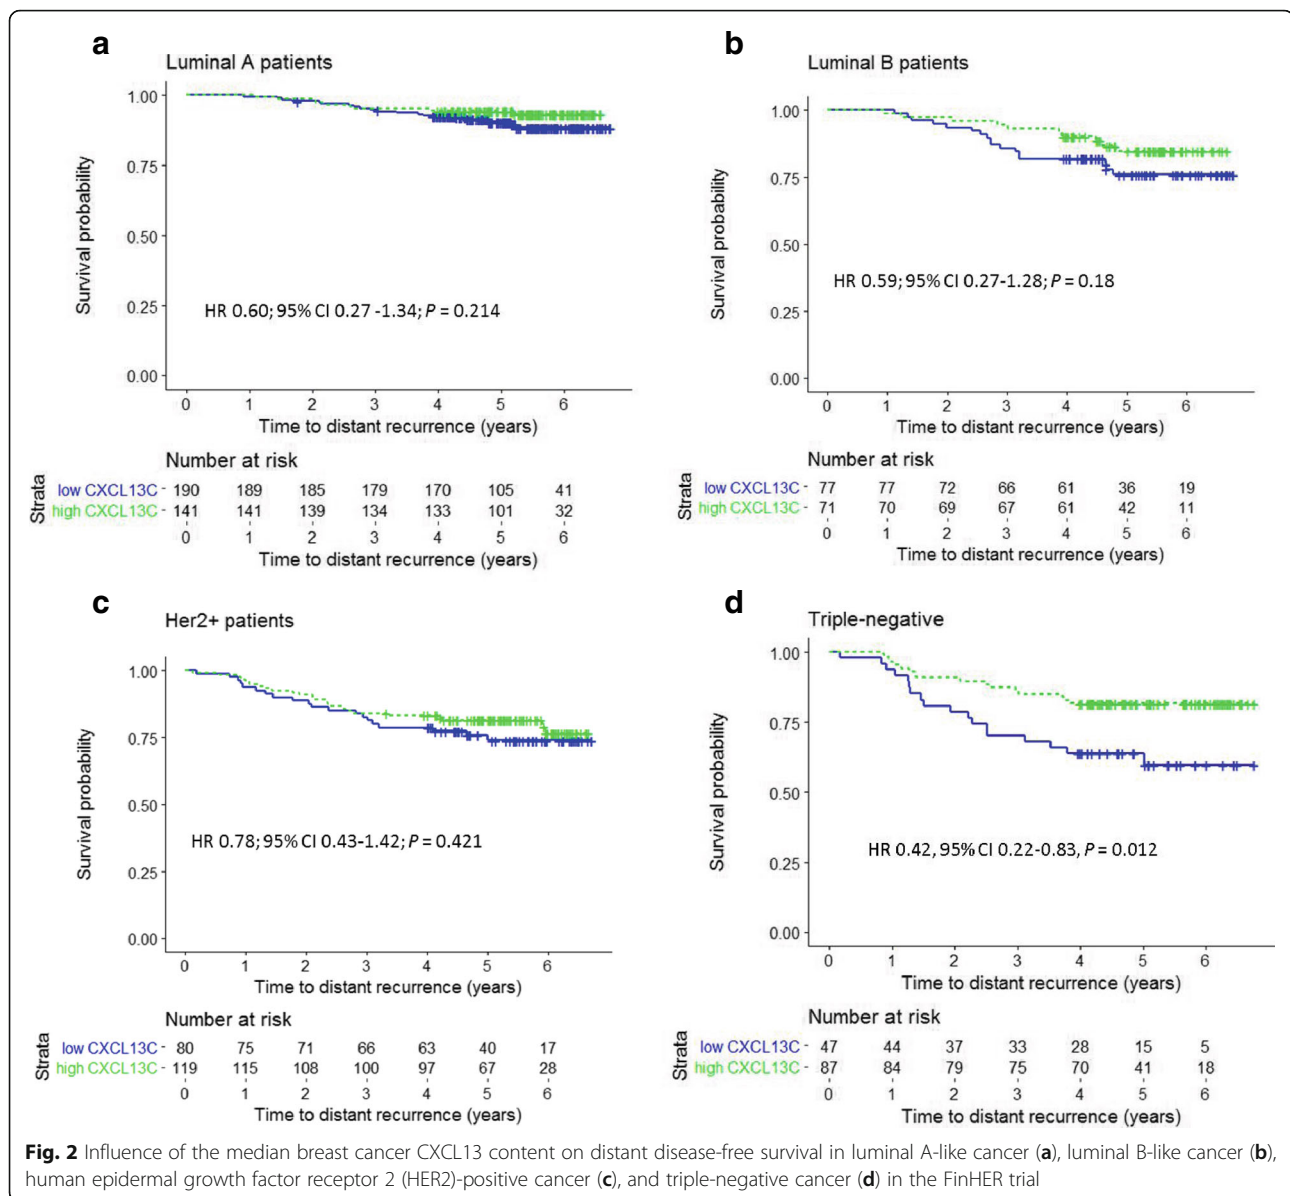 a
Luminal A patients
1.00
0.75
0.50
0.25
0.00
Survival probability
HR 0.60; 95% CI 0.27 -1.34; P = 0.214
0 1 2 3 4 5 6
Time to distant recurrence (years)
Number at risk
Strata
low CXCL13C - 190 189 185 179 170 105 41
high CXCL13C - 141 141 139 134 133 101 32
0 1 2 3 4 5 6
Time to distant recurrence (years)
b
Luminal B patients
1.00
0.75
0.50
0.25
0.00
Survival probability
HR 0.59; 95% CI 0.27-1.28; P = 0.18
0 1 2 3 4 5 6
Time to distant recurrence (years)
Number at risk
Strata
low CXCL13C - 77 77 72 66 61 36 19
high CXCL13C - 71 70 69 67 61 42 11
0 1 2 3 4 5 6
Time to distant recurrence (years)
c
Her2+ patients
1.00
0.75
0.50
0.25
0.00
Survival probability
HR 0.78; 95% CI 0.43-1.42; P = 0.421
0 1 2 3 4 5 6
Time to distant recurrence (years)
Number at risk
Strata
low CXCL13C - 80 75 71 66 63 40 17
high CXCL13C - 119 115 108 100 97 67 28
0 1 2 3 4 5 6
Time to distant recurrence (years)
d
Triple-negative
1.00
0.75
0.50
0.25
0.00
Survival probability
HR 0.42, 95% CI 0.22-0.83, P = 0.012
0 1 2 3 4 5 6
Time to distant recurrence (years)
Number at risk
Strata
low CXCL13C - 47 44 37 33 28 15 5
high CXCL13C - 87 84 79 75 70 41 18
0 1 2 3 4 5 6
Time to distant recurrence (years)
Fig. 2 Influence of the median breast cancer CXCL13 content on distant disease-free survival in luminal A-like cancer (a), luminal B-like cancer (b),
human epidermal growth factor receptor 2 (HER2)-positive cancer (c), and triple-negative cancer (d) in the FinHER trial